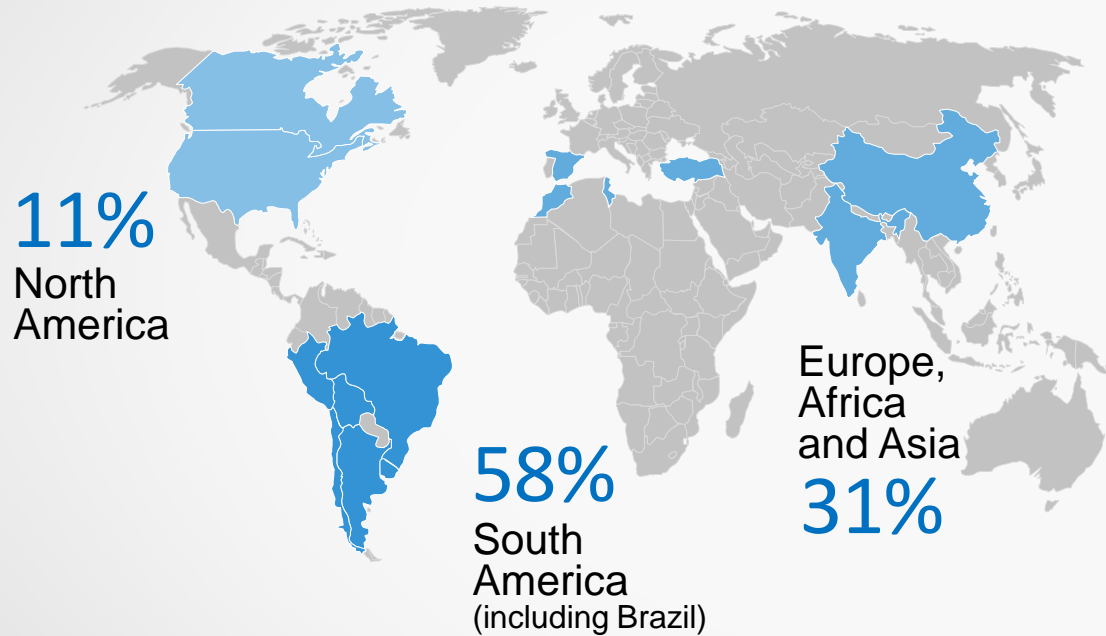 11%
North
America
58%
South
America
(including Brazil)
Europe,
Africa
and Asia
31%